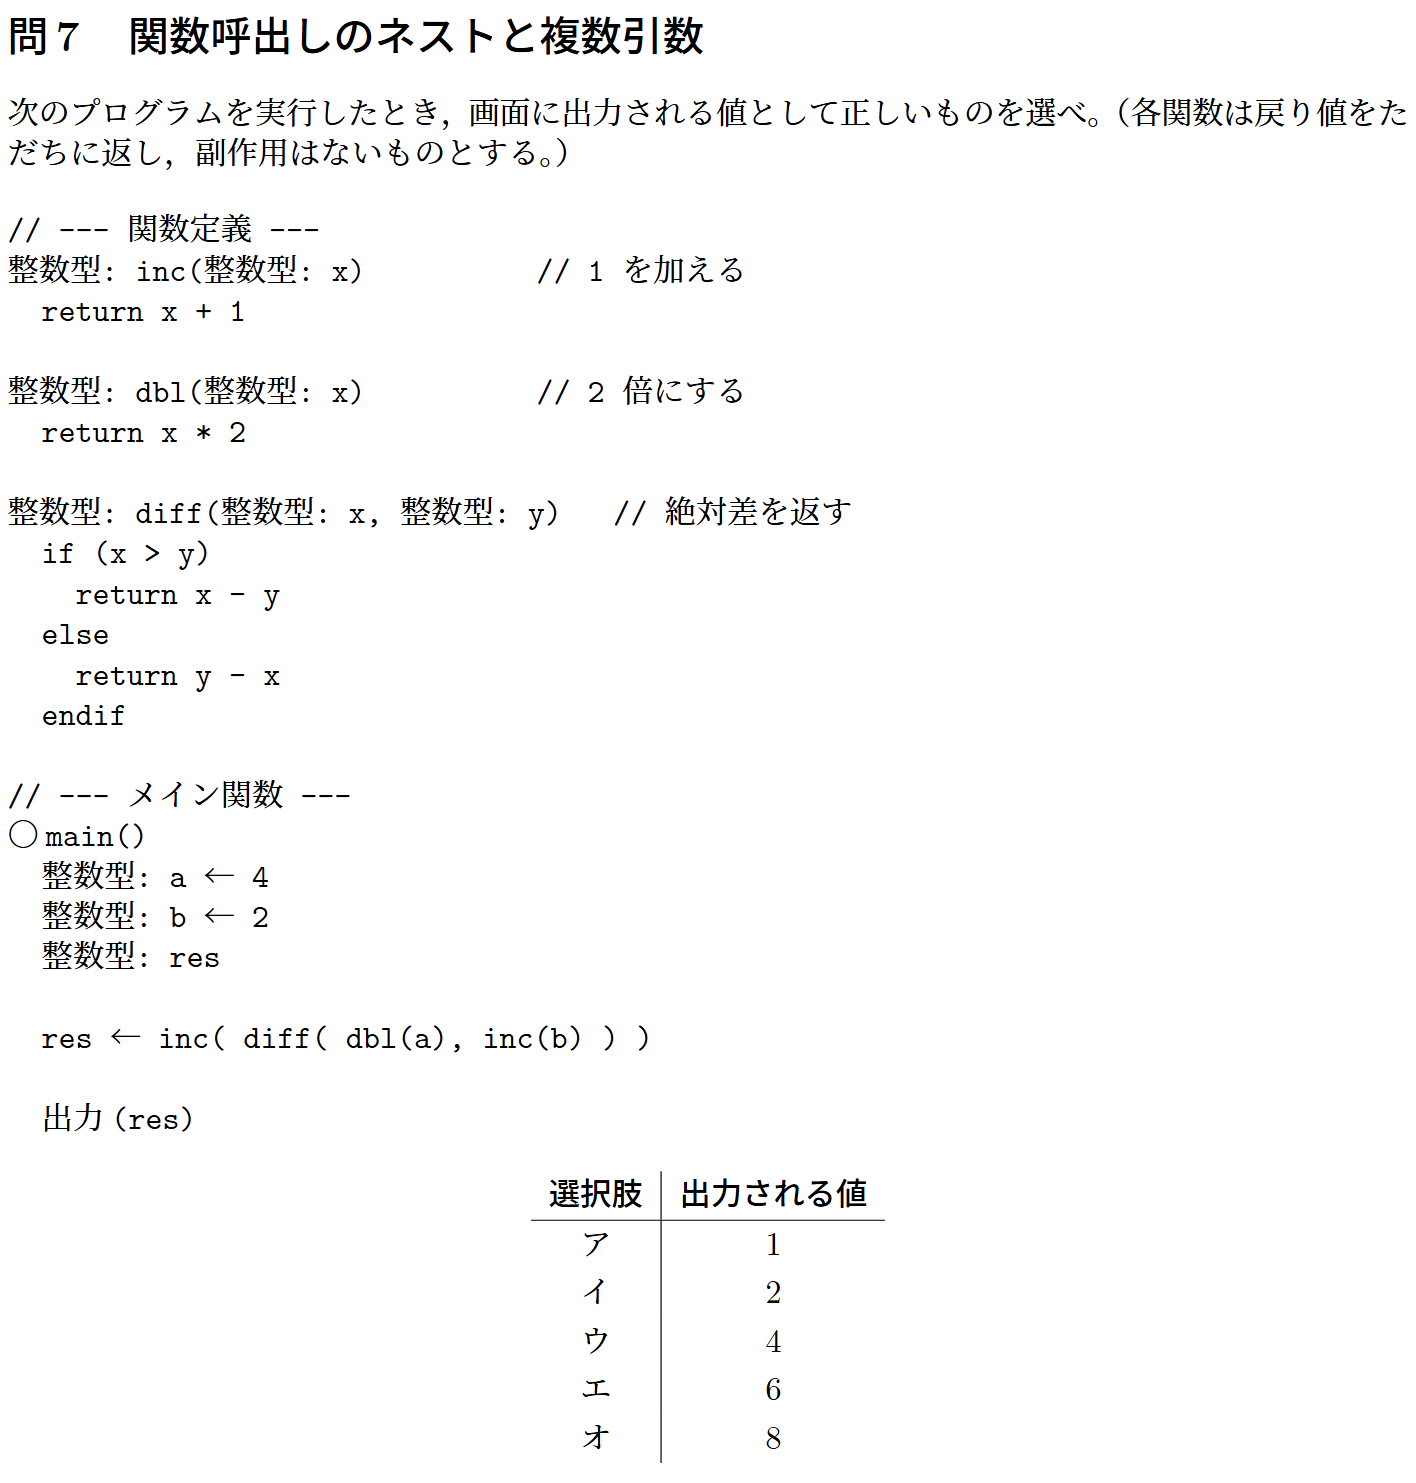 問 7　関数呼出しのネストと複数引数
次のプログラムを実行したとき，画面に出力される値として正しいものを選べ。（各関数は戻り値をた
だちに返し，副作用はないものとする。）
// --- 関数定義 ---
整数型: inc(整数型: x)          // 1 を加える
  return x + 1
整数型: dbl(整数型: x)          // 2 倍にする
  return x * 2
整数型: diff(整数型: x, 整数型: y)   // 絶対差を返す
  if (x > y)
    return x - y
  else
    return y - x
  endif
// --- メイン関数 ---
○main()
  整数型: a ← 4
  整数型: b ← 2
  整数型: res
  res ← inc( diff( dbl(a), inc(b) ) )
  出力(res)
選択肢 出力される値
ア 1
イ 2
ウ 4
エ 6
オ 8